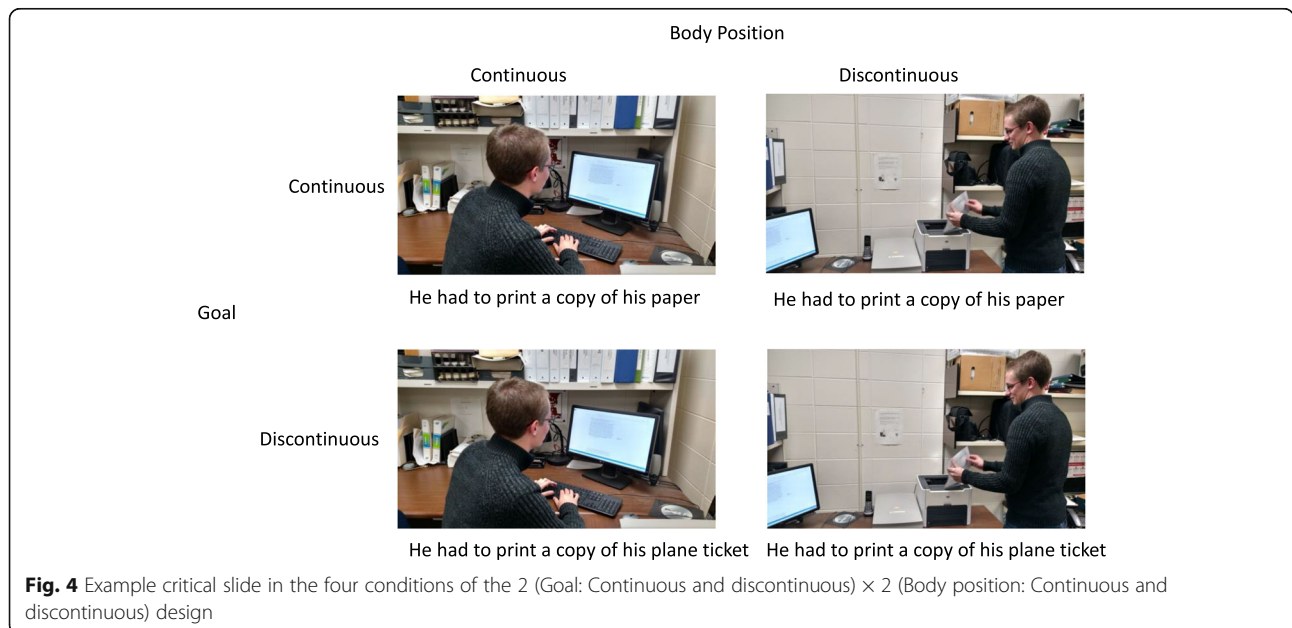 Body Position
Continuous Discontinuous
Continuous
He had to print a copy of his paper He had to print a copy of his paper
Goal
Discontinuous
He had to print a copy of his plane ticket He had to print a copy of his plane ticket
Fig. 4 Example critical slide in the four conditions of the 2 (Goal: Continuous and discontinuous) × 2 (Body position: Continuous and
discontinuous) design